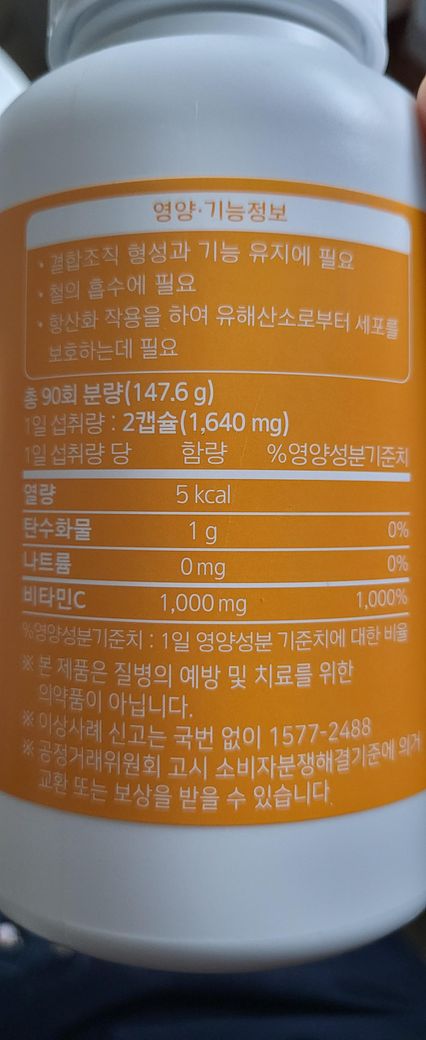 영양·기능정보
· 결합조직 형성과 기능 유지에 필요
· 철의 흡수에 필요
· 항산화 작용을 하여 유해산소로부터 세포를
보호하는데 필요
총 90회 분량(147.6 g)
1일 섭취량 : 2캡슐(1,640 mg)
1일 섭취량 당 함량 %영양성분기준치
열량 5 kcal
탄수화물 1 g 0%
나트륨 0 mg 0%
비타민C 1,000 mg 1,000%
%영양성분기준치 : 1일 영양성분 기준치에 대한 비율
※ 본 제품은 질병의 예방 및 치료를 위한
의약품이 아닙니다.
※ 이상사례 신고는 국번 없이 1577-2488
※ 공정거래위원회 고시 소비자분쟁해결기준에 의거
교환 또는 보상을 받을 수 있습니다.